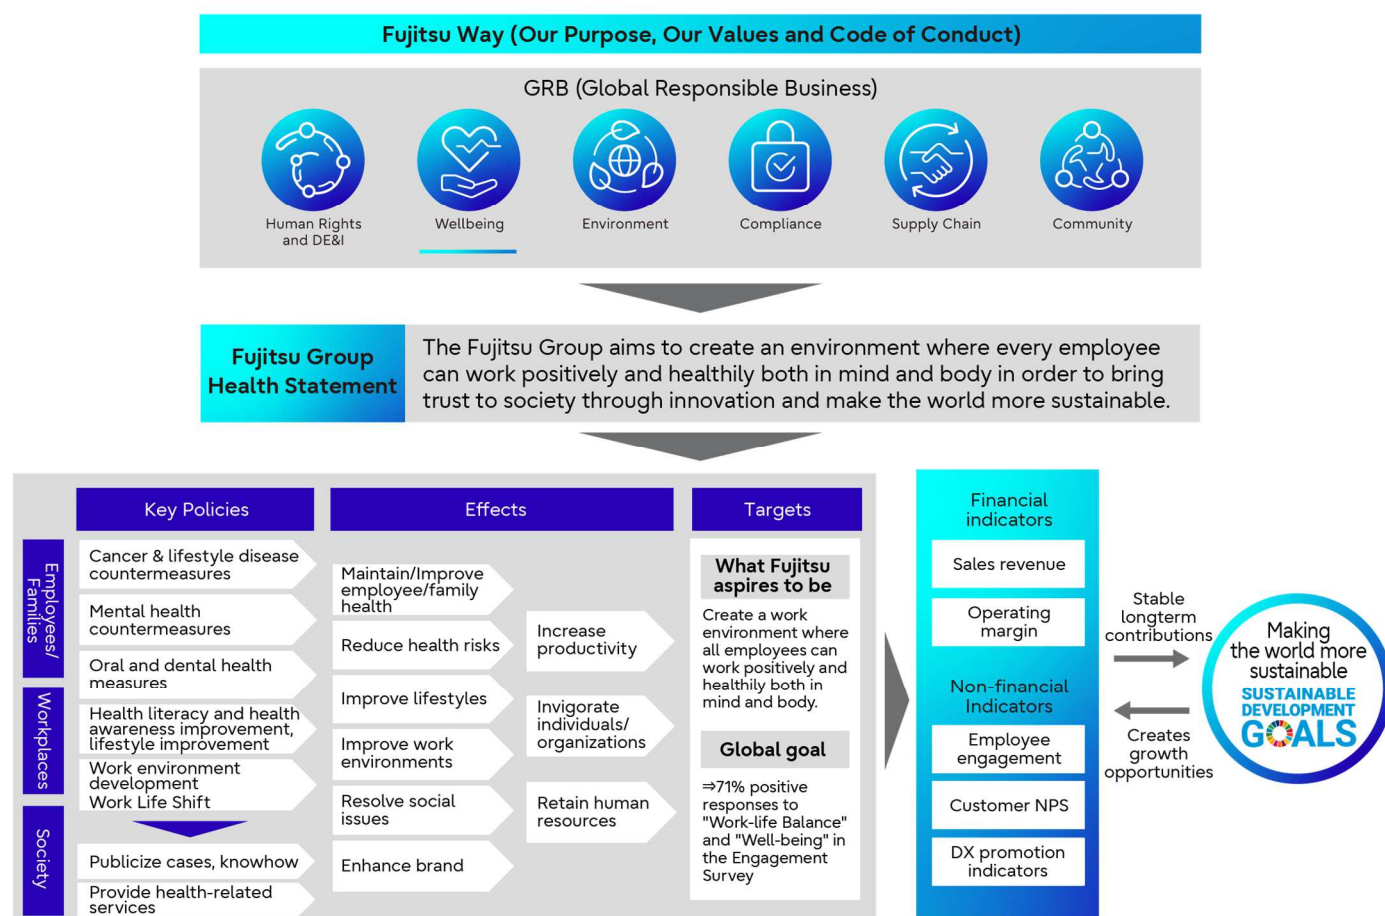 Fujitsu Way (Our Purpose, Our Values and Code of Conduct)
GRB (Global Responsible Business)
Human Rights
and DE&I
Wellbeing
Environment
Compliance
Supply Chain
Community
Fujitsu Group
Health Statement
The Fujitsu Group aims to create an environment where every employee
can work positively and healthily both in mind and body in order to bring
trust to society through innovation and make the world more sustainable.
Key Policies
Effects
Targets
Employees/
Families
Workplaces
Society
Cancer & lifestyle disease
countermeasures
Mental health
countermeasures
Oral and dental health
measures
Health literacy and health
awareness improvement,
lifestyle improvement
Work environment
development
Work Life Shift
Publicize cases, knowhow
Provide health-related
services
Maintain/Improve
employee/family
health
Reduce health risks
Improve lifestyles
Improve work
environments
Resolve social
issues
Enhance brand
Increase
productivity
Invigorate
individuals/
organizations
Retain human
resources
What Fujitsu
aspires to be
Create a work
environment where
all employees can
work positively and
healthily both in
mind and body.
Global goal
⇒71% positive
responses to
"Work-life Balance"
and "Well-being" in
the Engagement
Survey
Financial
indicators
Sales revenue
Operating
margin
Non-financial
Indicators
Employee
engagement
Customer NPS
DX promotion
indicators
Stable
longterm
contributions
Creates
growth
opportunities
Making
the world more
sustainable
SUSTAINABLE
DEVELOPMENT
GOALS